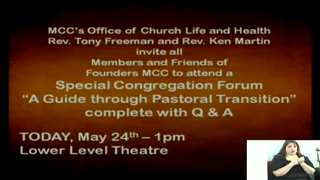 MCC's Office of Church Life and Health
Rev. Tony Freeman and Rev. Ken Martin
invite all
Members and Friends of
Founders MCC to attend a
Special Congregation Forum
"A Guide through Pastoral Transition"
complete with Q & A
TODAY, May 24th – 1pm
Lower Level Theatre